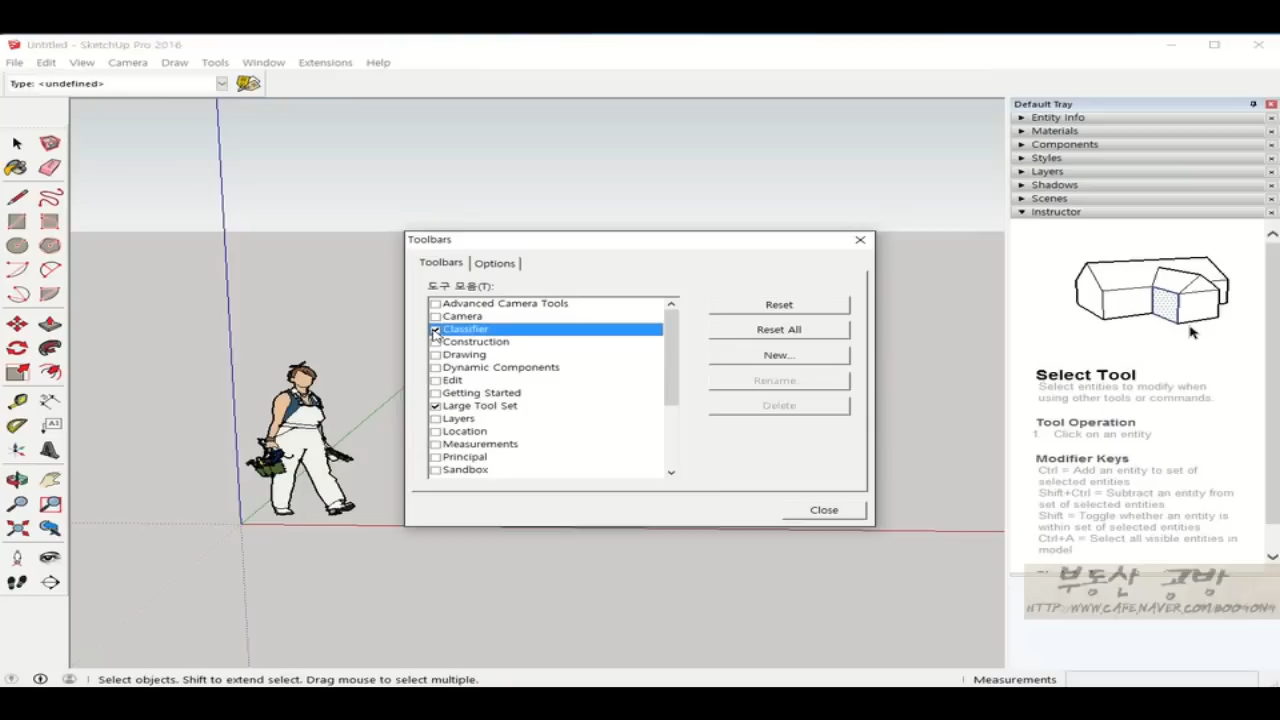 Untitled - SketchUp Pro 2016
File Edit View Camera Draw Tools Window Extensions Help
Type: <undefined>
Default Tray
Entity Info
Materials
Components
Styles
Layers
Shadows
Scenes
Instructor
Toolbars
Toolbars Options
도구 모음(T):
Advanced Camera Tools
Camera
Classifier
Construction
Drawing
Dynamic Components
Edit
Getting Started
Large Tool Set
Layers
Location
Measurements
Principal
Sandbox
Reset
Reset All
New...
Rename...
Delete
Close
Select Tool
Select entities to modify when
using other tools or commands.
Tool Operation
1. Click on an entity
Modifier Keys
Ctrl = Add an entity to set of
selected entities
Shift+Ctrl = Subtract an entity from
set of selected entities
Shift = Toggle whether an entity is
within set of selected entities
Ctrl+A = Select all visible entities in
model
부동산 공방
Select objects. Shift to extend select. Drag mouse to select multiple.
Measurements